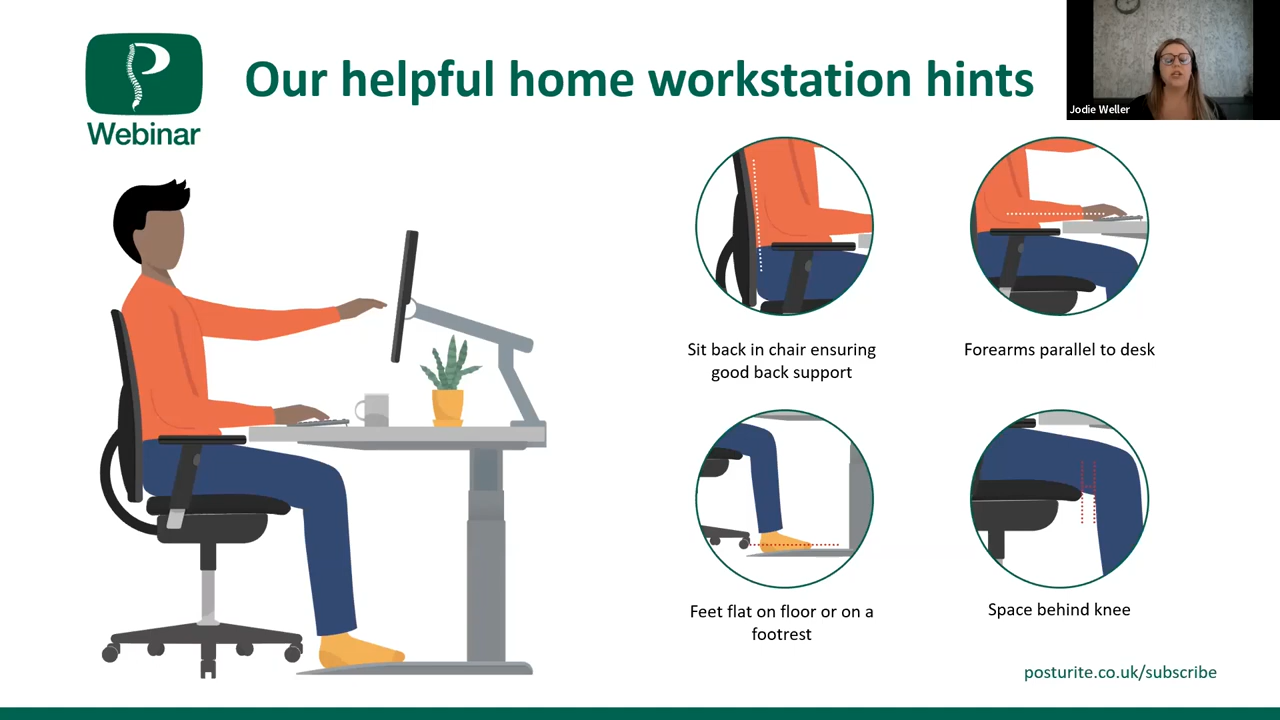 Webinar
Our helpful home workstation hints
Jodie Weller
Sit back in chair ensuring
good back support
Forearms parallel to desk
Feet flat on floor or on a
footrest
Space behind knee
posturite.co.uk/subscribe